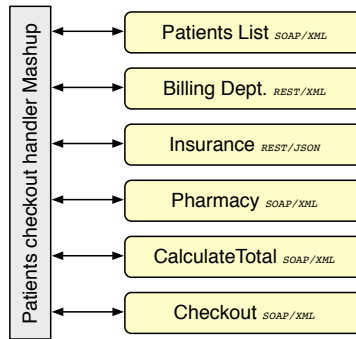 Patients checkout handler Mashup
Patients List SOAP/XML
Billing Dept. REST/XML
Insurance REST/JSON
Pharmacy SOAP/XML
CalculateTotal SOAP/XML
Checkout SOAP/XML